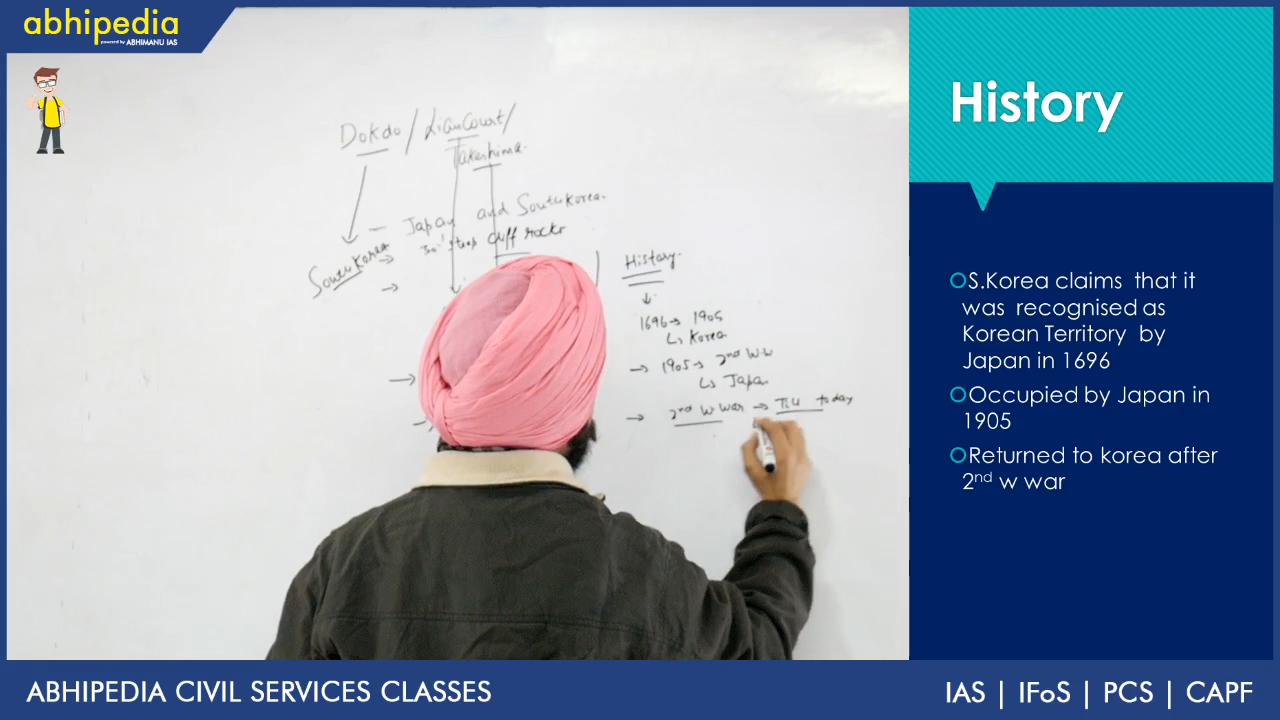 abhipedia
powered by ABHIMANU IAS
Dokdo / Liancourt/
Takeshima.
- Japan and South Korea.
South Korea
cliff rocks
History.
1696 → 1905
↳ Korea
→ 1905 → 2nd W.W
↳ Japan
→ 2nd W War → Till today
History
S.Korea claims that it
was recognised as
Korean Territory by
Japan in 1696
Occupied by Japan in
1905
Returned to korea after
2nd w war
ABHIPEDIA CIVIL SERVICES CLASSES
IAS | IFoS | PCS | CAPF